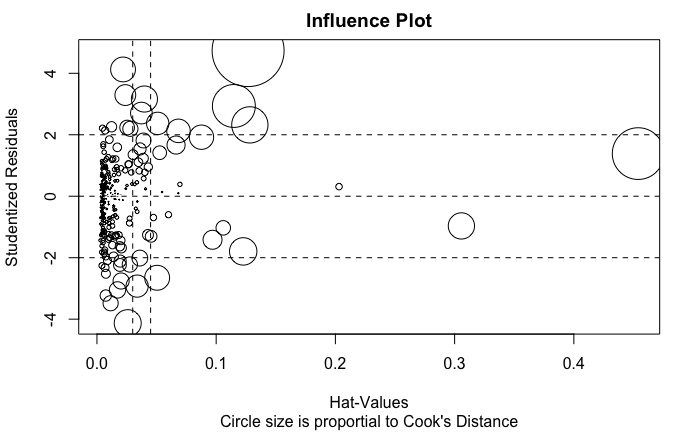 Influence Plot
Studentized Residuals
4
2
0
-2
-4
0.0 0.1 0.2 0.3 0.4
Hat-Values
Circle size is proportial to Cook's Distance